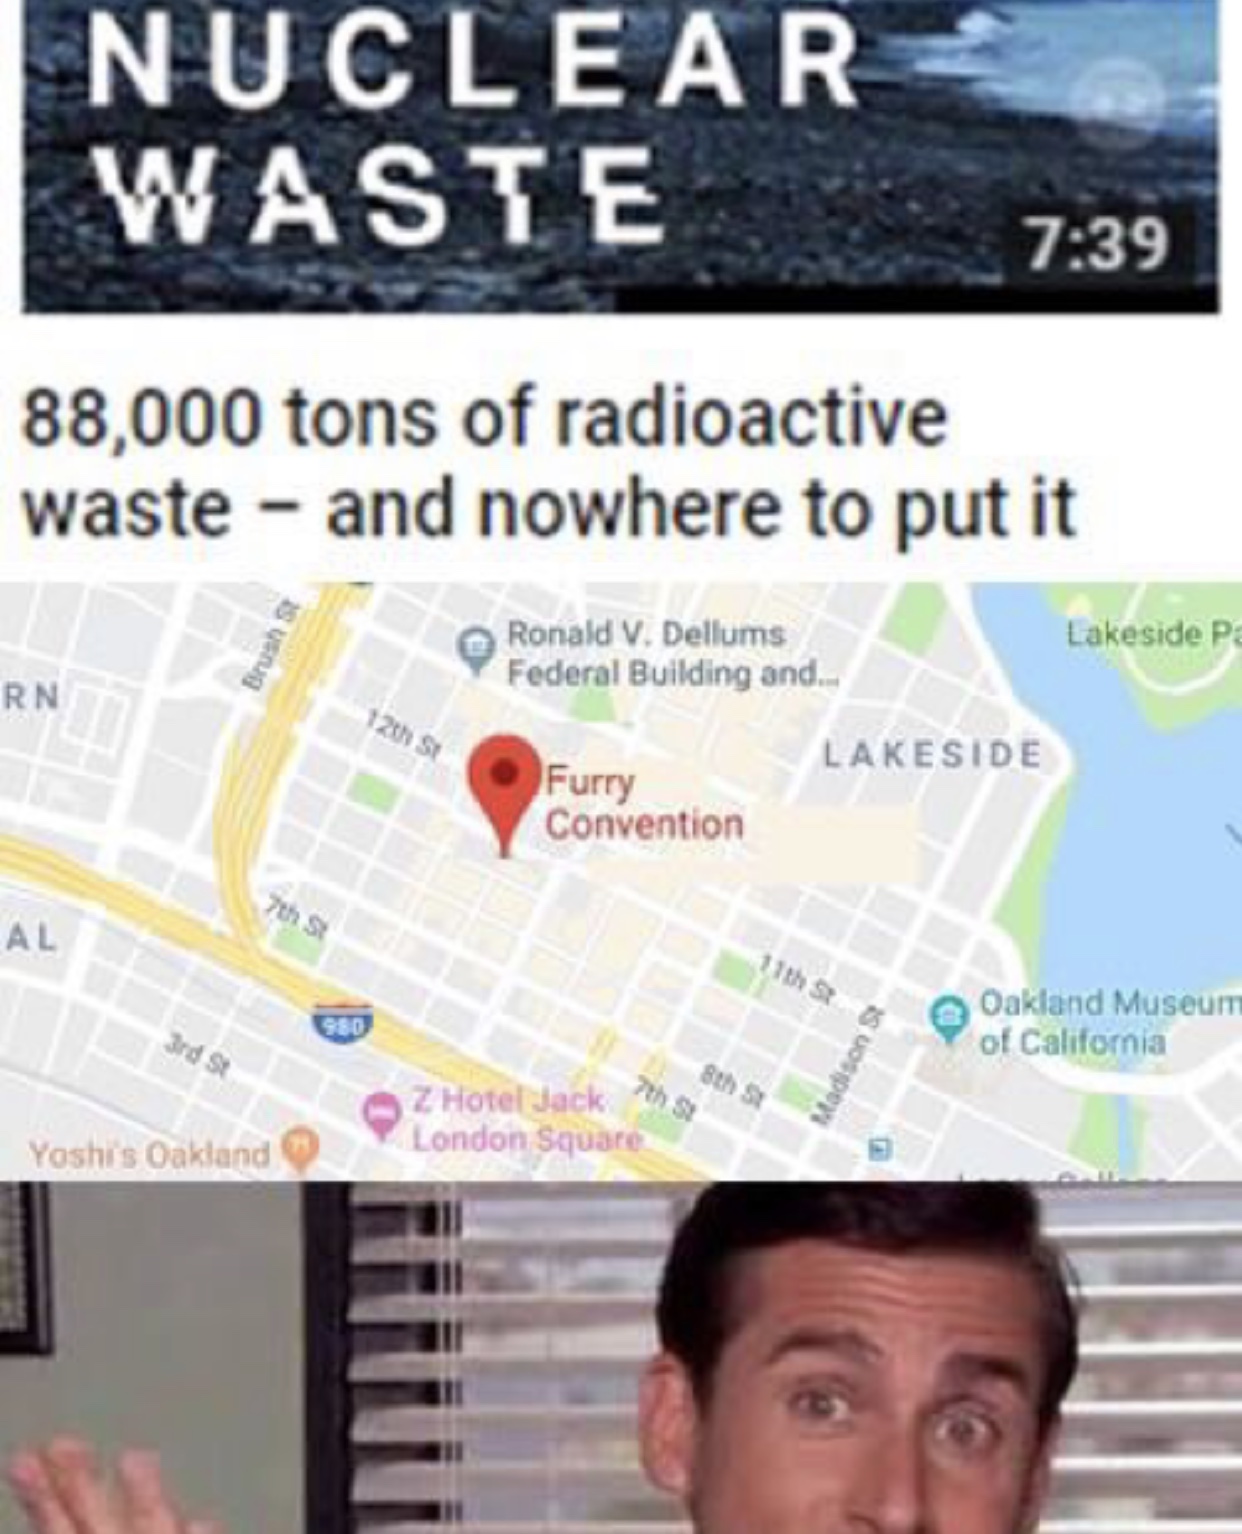 NUCLEAR
WASTE
7:39
88,000 tons of radioactive
waste – and nowhere to put it
Brush St
Ronald V. Dellums
Federal Building and...
Lakeside Pa
RN
12th St
LAKESIDE
Furry
Convention
7th St
AL
11th St
980
Oakland Museum
of California
3rd St
Madison St
8th St
7th St
Z Hotel Jack
London Square
Yoshi's Oakland